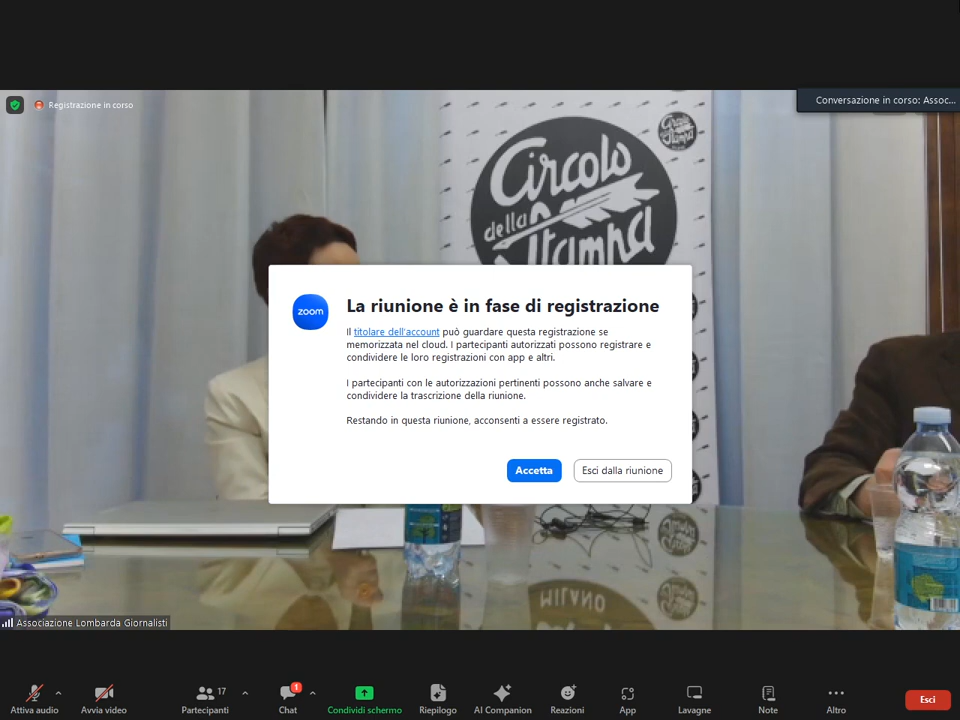 Registrazione in corso
Conversazione in corso: Assoc...
Circolo
della
Stampa
zoom
La riunione è in fase di registrazione
Il titolare dell'account può guardare questa registrazione se
memorizzata nel cloud. I partecipanti autorizzati possono registrare e
condividere le loro registrazioni con app e altri.
I partecipanti con le autorizzazioni pertinenti possono anche salvare e
condividere la trascrizione della riunione.
Restando in questa riunione, acconsenti a essere registrato.
Accetta
Esci dalla riunione
MILANO
Associazione Lombarda Giornalisti
17
1
Attiva audio
Avvia video
Partecipanti
Chat
Condividi schermo
Riepilogo
AI Companion
Reazioni
App
Lavagne
Note
Altro
Esci